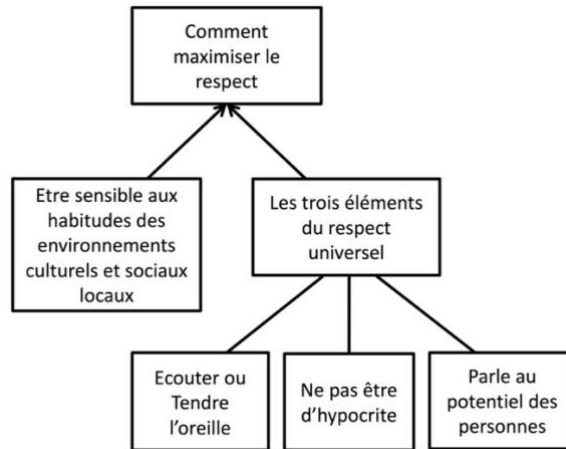 Comment
maximiser le
respect
Etre sensible aux
habitudes des
environnements
culturels et sociaux
locaux
Les trois éléments
du respect
universel
Ecouter ou
Tendre
l'oreille
Ne pas être
d'hypocrite
Parle au
potentiel des
personnes